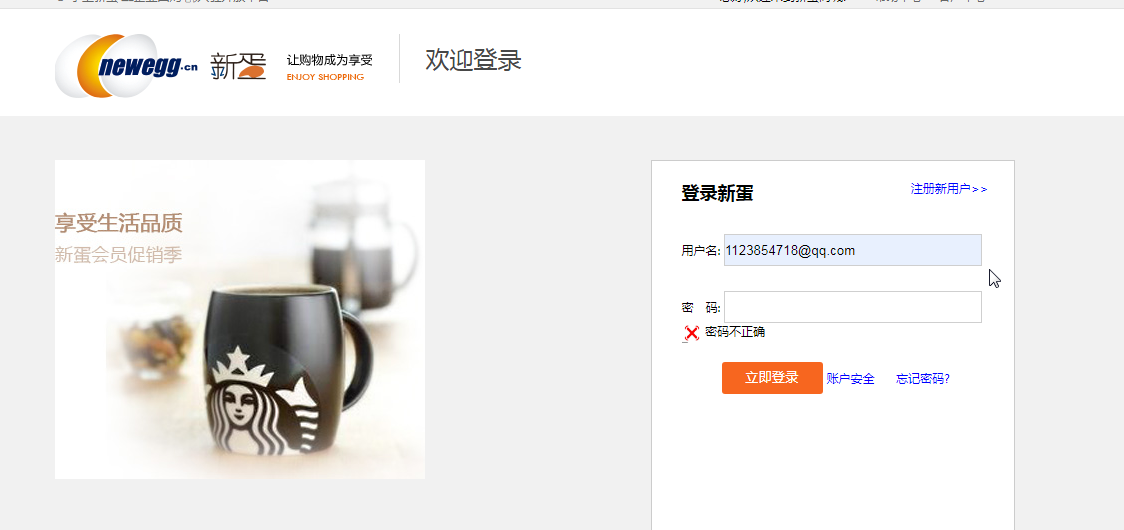 newegg.cn 新蛋 让购物成为享受 欢迎登录
ENJOY SHOPPING
享受生活品质
新蛋会员促销季
登录新蛋 注册新用户>>
用户名: 1123854718@qq.com
密 码:
密码不正确
立即登录 账户安全 忘记密码?